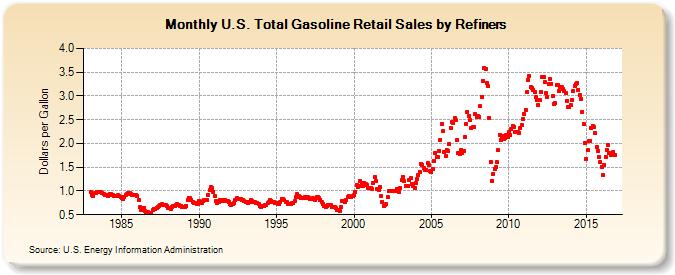 Monthly U.S. Total Gasoline Retail Sales by Refiners
Dollars per Gallon
4.0
3.5
3.0
2.5
2.0
1.5
1.0
0.5
1985 1990 1995 2000 2005 2010 2015
Source: U.S. Energy Information Administration